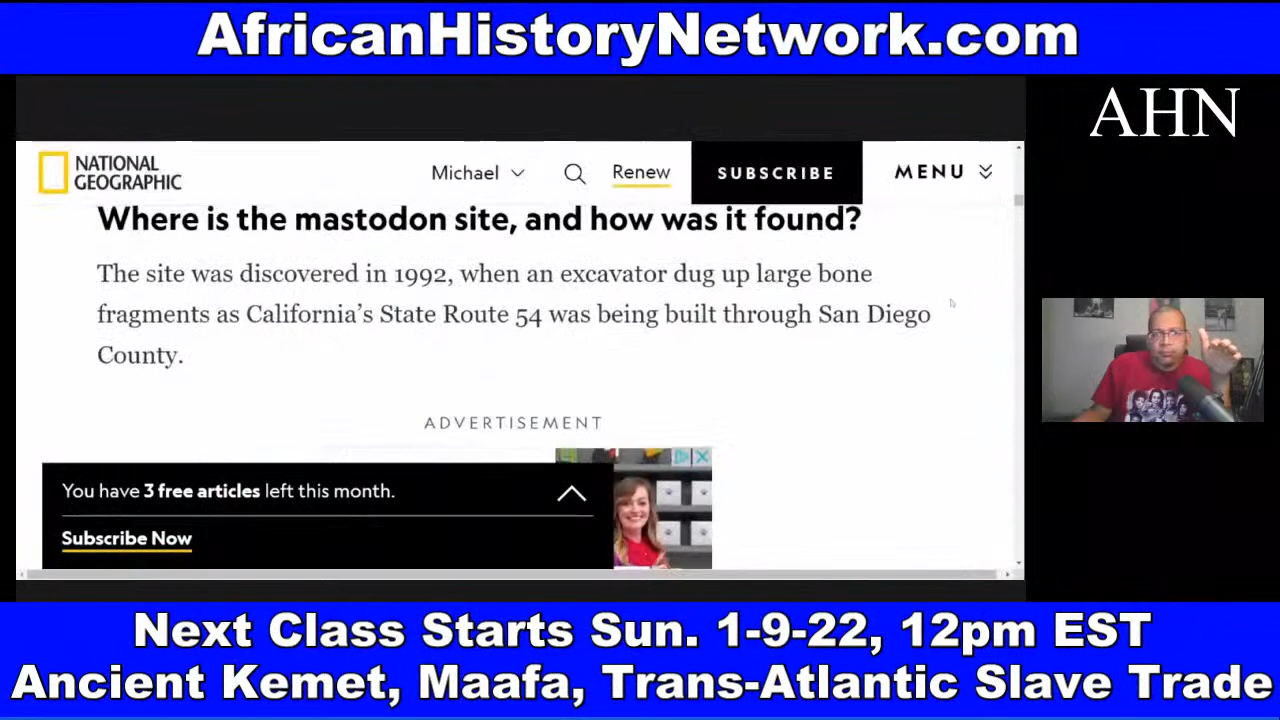 AfricanHistoryNetwork.com
AHN
NATIONAL
GEOGRAPHIC
Michael
Renew
SUBSCRIBE
MENU
Where is the mastodon site, and how was it found?
The site was discovered in 1992, when an excavator dug up large bone
fragments as California's State Route 54 was being built through San Diego
County.
ADVERTISEMENT
You have 3 free articles left this month.
Subscribe Now
Next Class Starts Sun. 1-9-22, 12pm EST
Ancient Kemet, Maafa, Trans-Atlantic Slave Trade